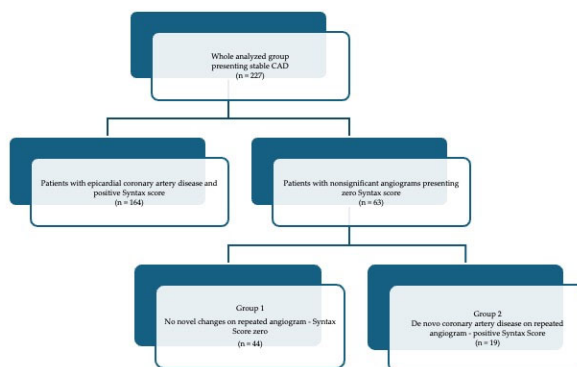 Whole analyzed group
presenting stable CAD
(n = 227)
Patients with epicardial coronary artery disease and
positive Syntax score
(n = 164)
Patients with nonsignificant angiograms presenting
zero Syntax score
(n = 63)
Group 1
No novel changes on repeated angiogram - Syntax
Score zero
(n = 44)
Group 2
De novo coronary artery disease on repeated
angiogram - positive Syntax Score
(n = 19)